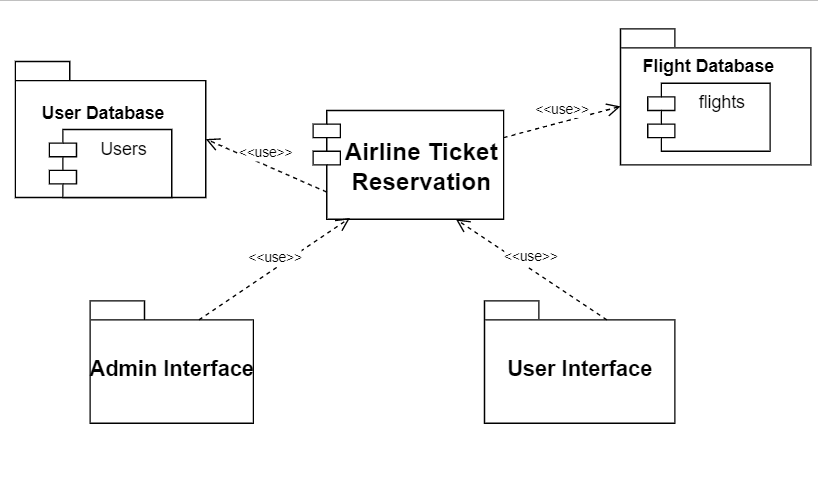 Flight Database
flights
User Database
Users
<<use>>
<<use>>
Airline Ticket
Reservation
<<use>>
<<use>>
Admin Interface
User Interface